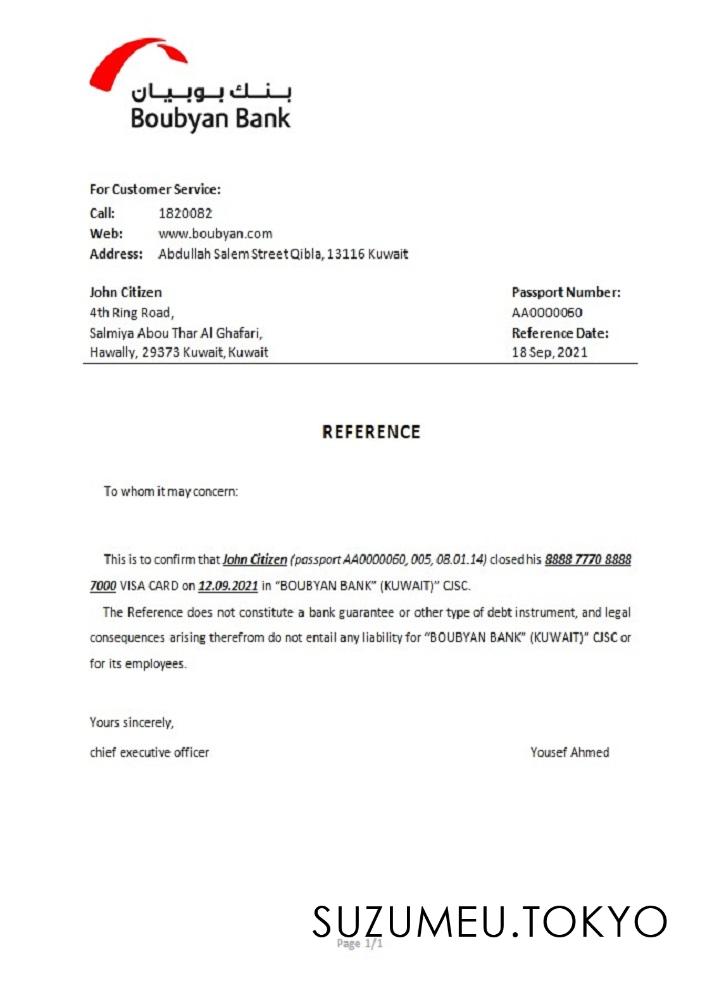 بنك بوبيان
Boubyan Bank
For Customer Service:
Call: 1820082
Web: www.boubyan.com
Address: Abdullah Salem Street Qibla, 13116 Kuwait
John Citizen Passport Number:
4th Ring Road, AA0000060
Salmiya Abou Thar Al Ghafari, Reference Date:
Hawally, 29373 Kuwait, Kuwait 18 Sep, 2021
REFERENCE
To whom it may concern:
This is to confirm that John Citizen (passport AA0000060, 005, 08.01.14) closed his 8888 7770 8888
7000 VISA CARD on 12.09.2021 in “BOUBYAN BANK” (KUWAIT)” CJSC.
The Reference does not constitute a bank guarantee or other type of debt instrument, and legal
consequences arising therefrom do not entail any liability for “BOUBYAN BANK” (KUWAIT)” CJSC or
for its employees.
Yours sincerely,
chief executive officer Yousef Ahmed
SUZUMEU.TOKYO
Page 1/1